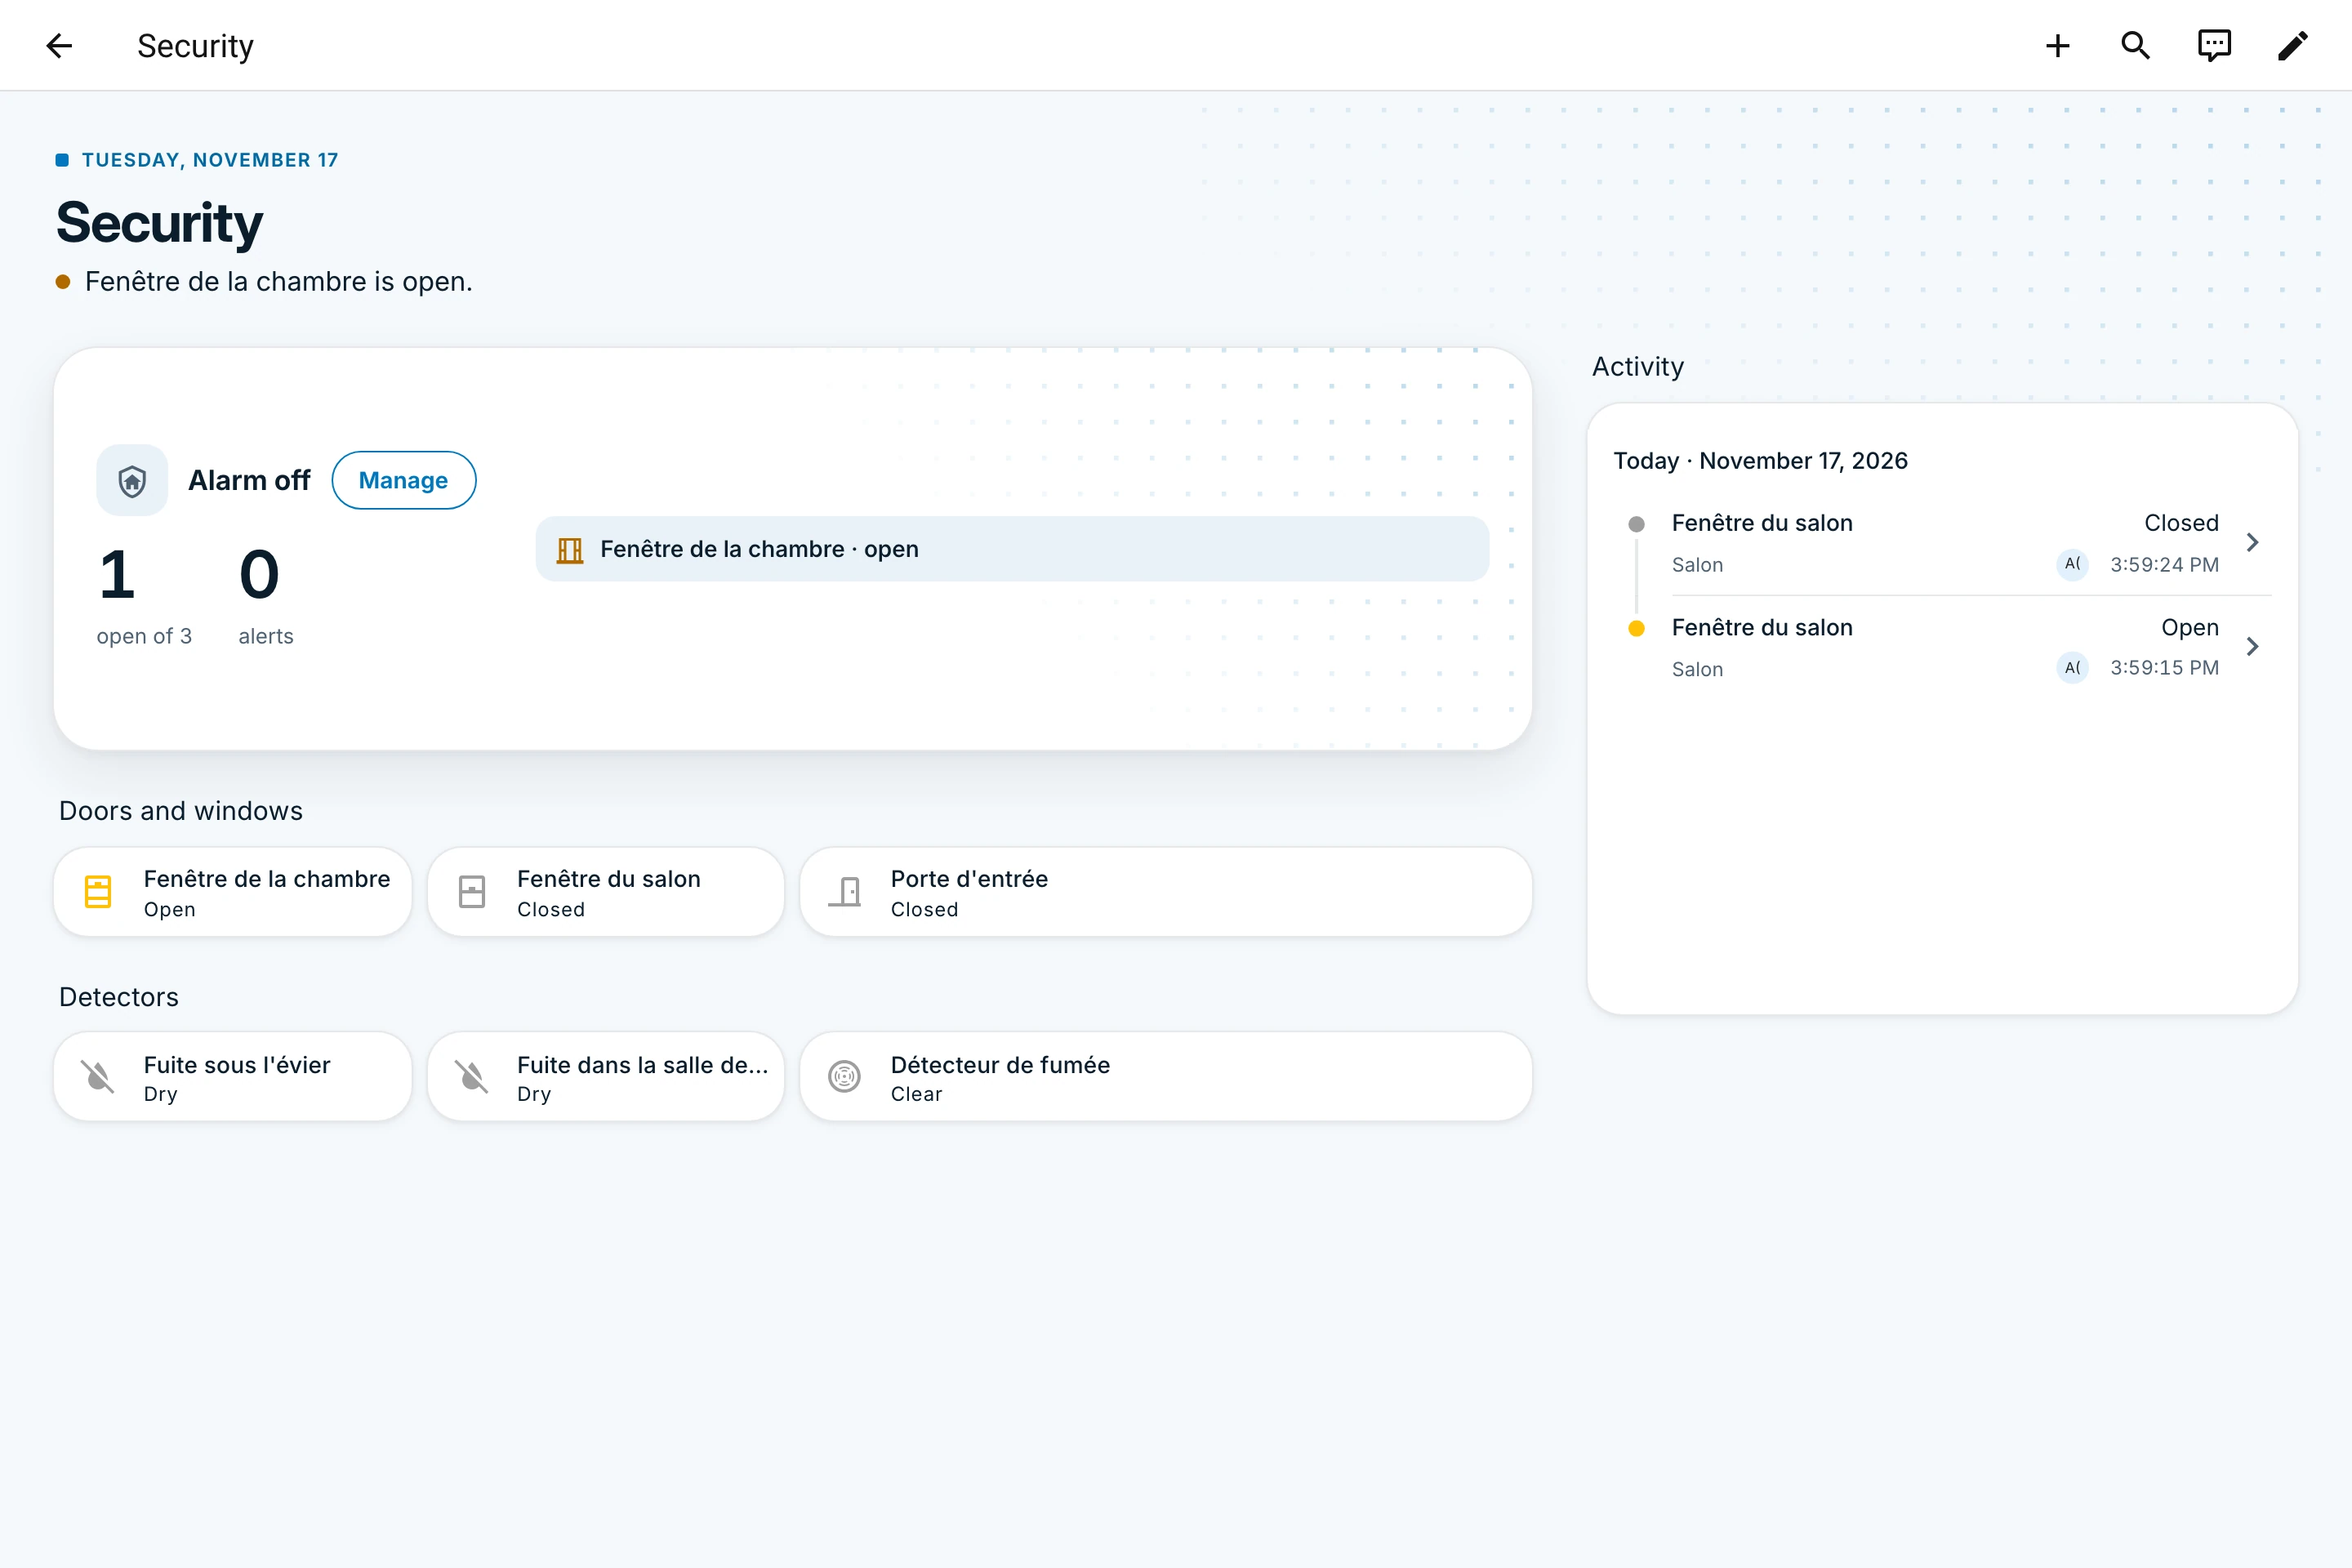 Security
TUESDAY, NOVEMBER 17
Security
Fenêtre de la chambre is open.
Alarm off
Manage
1
open of 3
0
alerts
Fenêtre de la chambre · open
Activity
Today · November 17, 2026
Fenêtre du salon
Closed
Salon
A(
3:59:24 PM
Fenêtre du salon
Open
Salon
A(
3:59:15 PM
Doors and windows
Fenêtre de la chambre
Open
Fenêtre du salon
Closed
Porte d'entrée
Closed
Detectors
Fuite sous l'évier
Dry
Fuite dans la salle de...
Dry
Détecteur de fumée
Clear